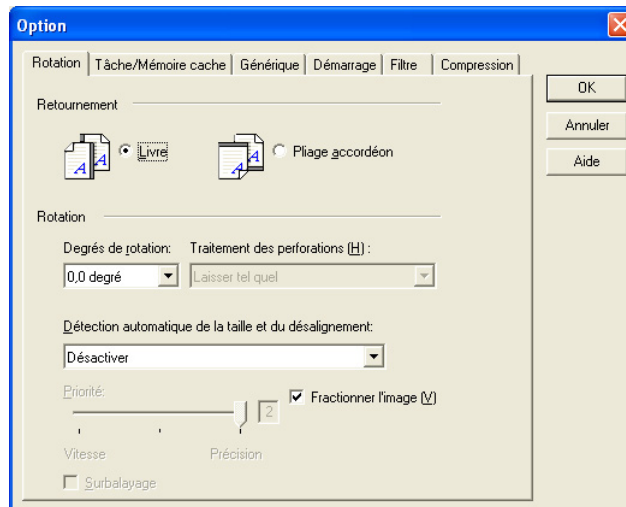 Option
Rotation Tâche/Mémoire cache Générique Démarrage Filtre Compression
OK
Annuler
Aide
Retournement
A A Livre A A Pliage accordéon
Rotation
Degrés de rotation: Traitement des perforations (H) :
0,0 degré Laisser tel quel
Détection automatique de la taille et du désalignement:
Désactiver
Priorité:
2 Fractionner l'image (V)
Vitesse Précision
Surbalayage